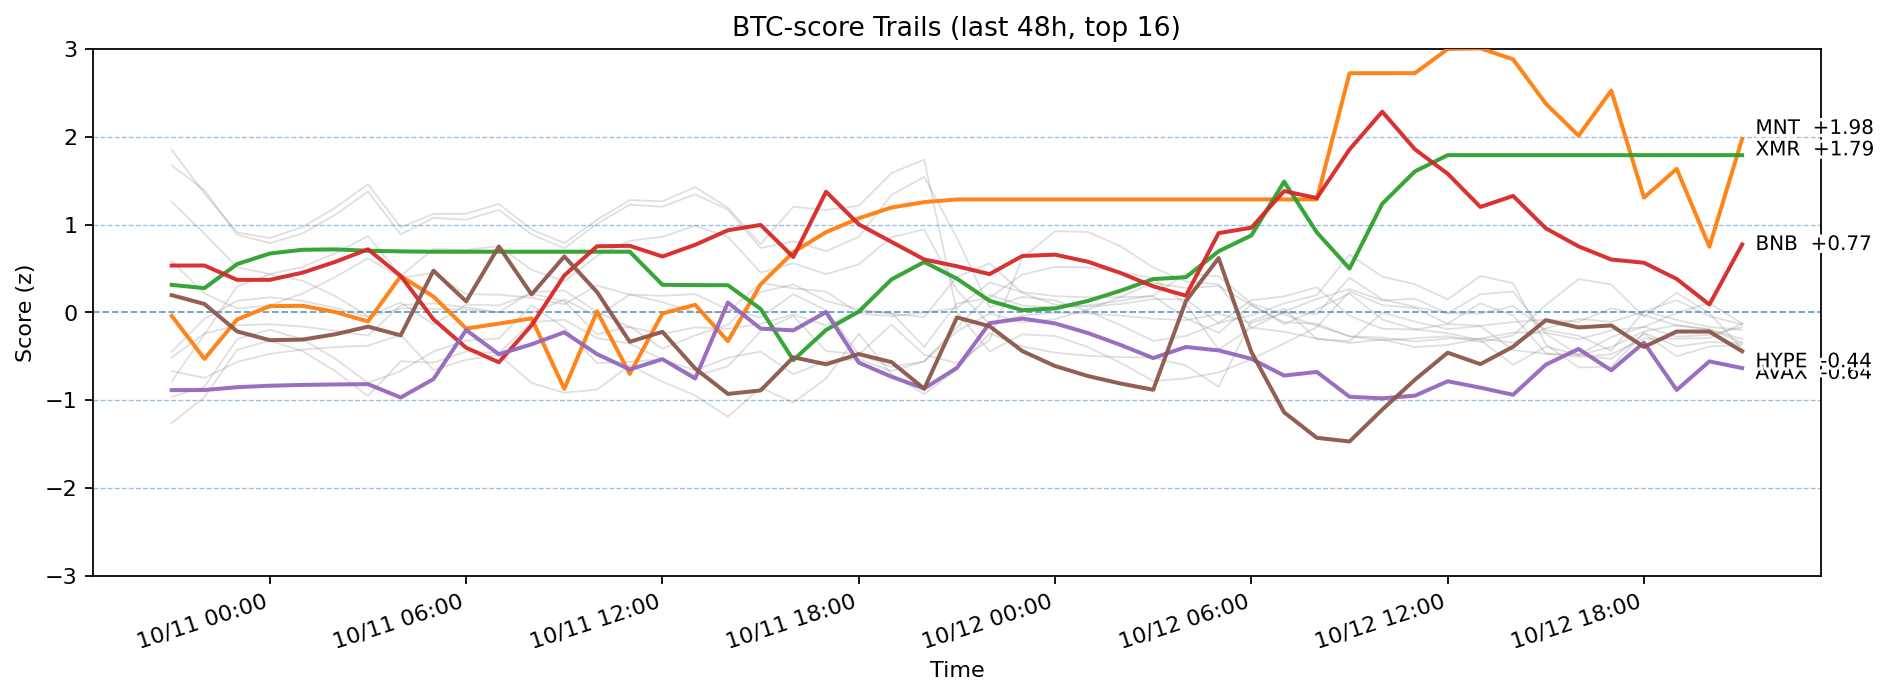 BTC-score Trails (last 48h, top 16)
Score (z)
3
2
1
0
−1
−2
−3
MNT +1.98
XMR +1.79
BNB +0.77
HYPE -0.44
AVAX -0.64
10/11 00:00
10/11 06:00
10/11 12:00
10/11 18:00
10/12 00:00
10/12 06:00
10/12 12:00
10/12 18:00
Time